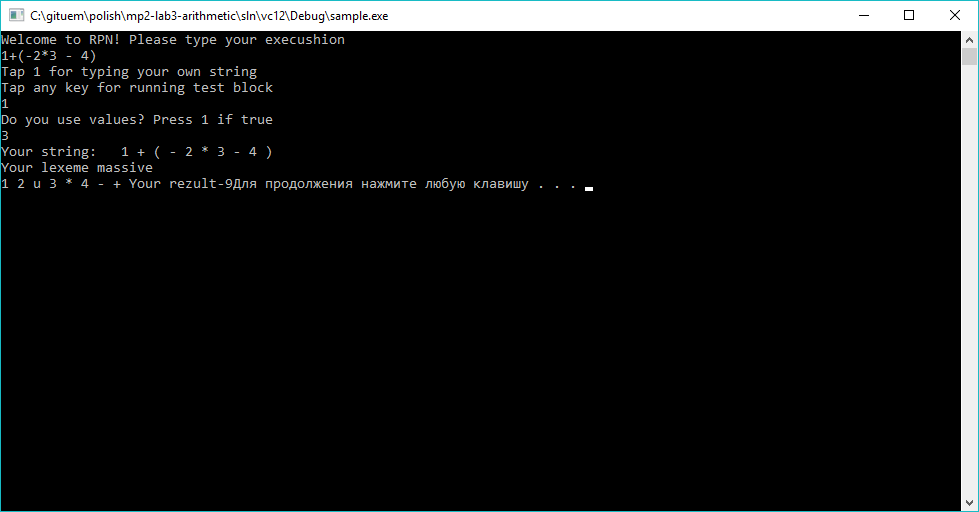 C:\gituem\polish\mp2-lab3-arithmetic\sln\vc12\Debug\sample.exe
Welcome to RPN! Please type your execushion
1+(-2*3 - 4)
Tap 1 for typing your own string
Tap any key for running test block
1
Do you use values? Press 1 if true
3
Your string:   1 + ( - 2 * 3 - 4 )
Your lexeme massive
1 2 u 3 * 4 - + Your rezult-9Для продолжения нажмите любую клавишу . . .